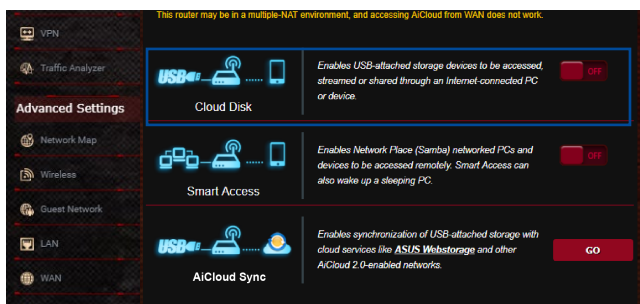 This router may be in a multiple-NAT environment, and accessing AiCloud from WAN does not work.
VPN
Traffic Analyzer
Advanced Settings
Network Map
Wireless
Guest Network
LAN
WAN
USB
Cloud Disk
Enables USB-attached storage devices to be accessed,
streamed or shared through an Internet-connected PC
or device.
OFF
Smart Access
Enables Network Place (Samba) networked PCs and
devices to be accessed remotely. Smart Access can
also wake up a sleeping PC.
OFF
USB
AiCloud Sync
Enables synchronization of USB-attached storage with
cloud services like ASUS Webstorage and other
AiCloud 2.0-enabled networks.
GO